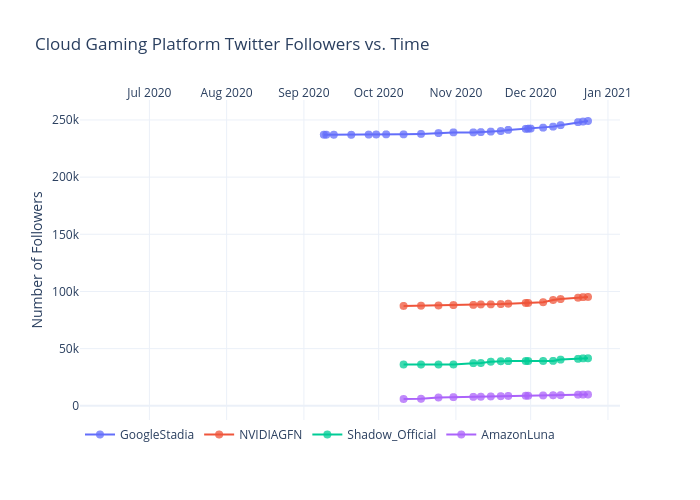 Cloud Gaming Platform Twitter Followers vs. Time
Jul 2020 Aug 2020 Sep 2020 Oct 2020 Nov 2020 Dec 2020 Jan 2021
250k
200k
150k
100k
50k
0
Number of Followers
GoogleStadia NVIDIAGFN Shadow_Official AmazonLuna